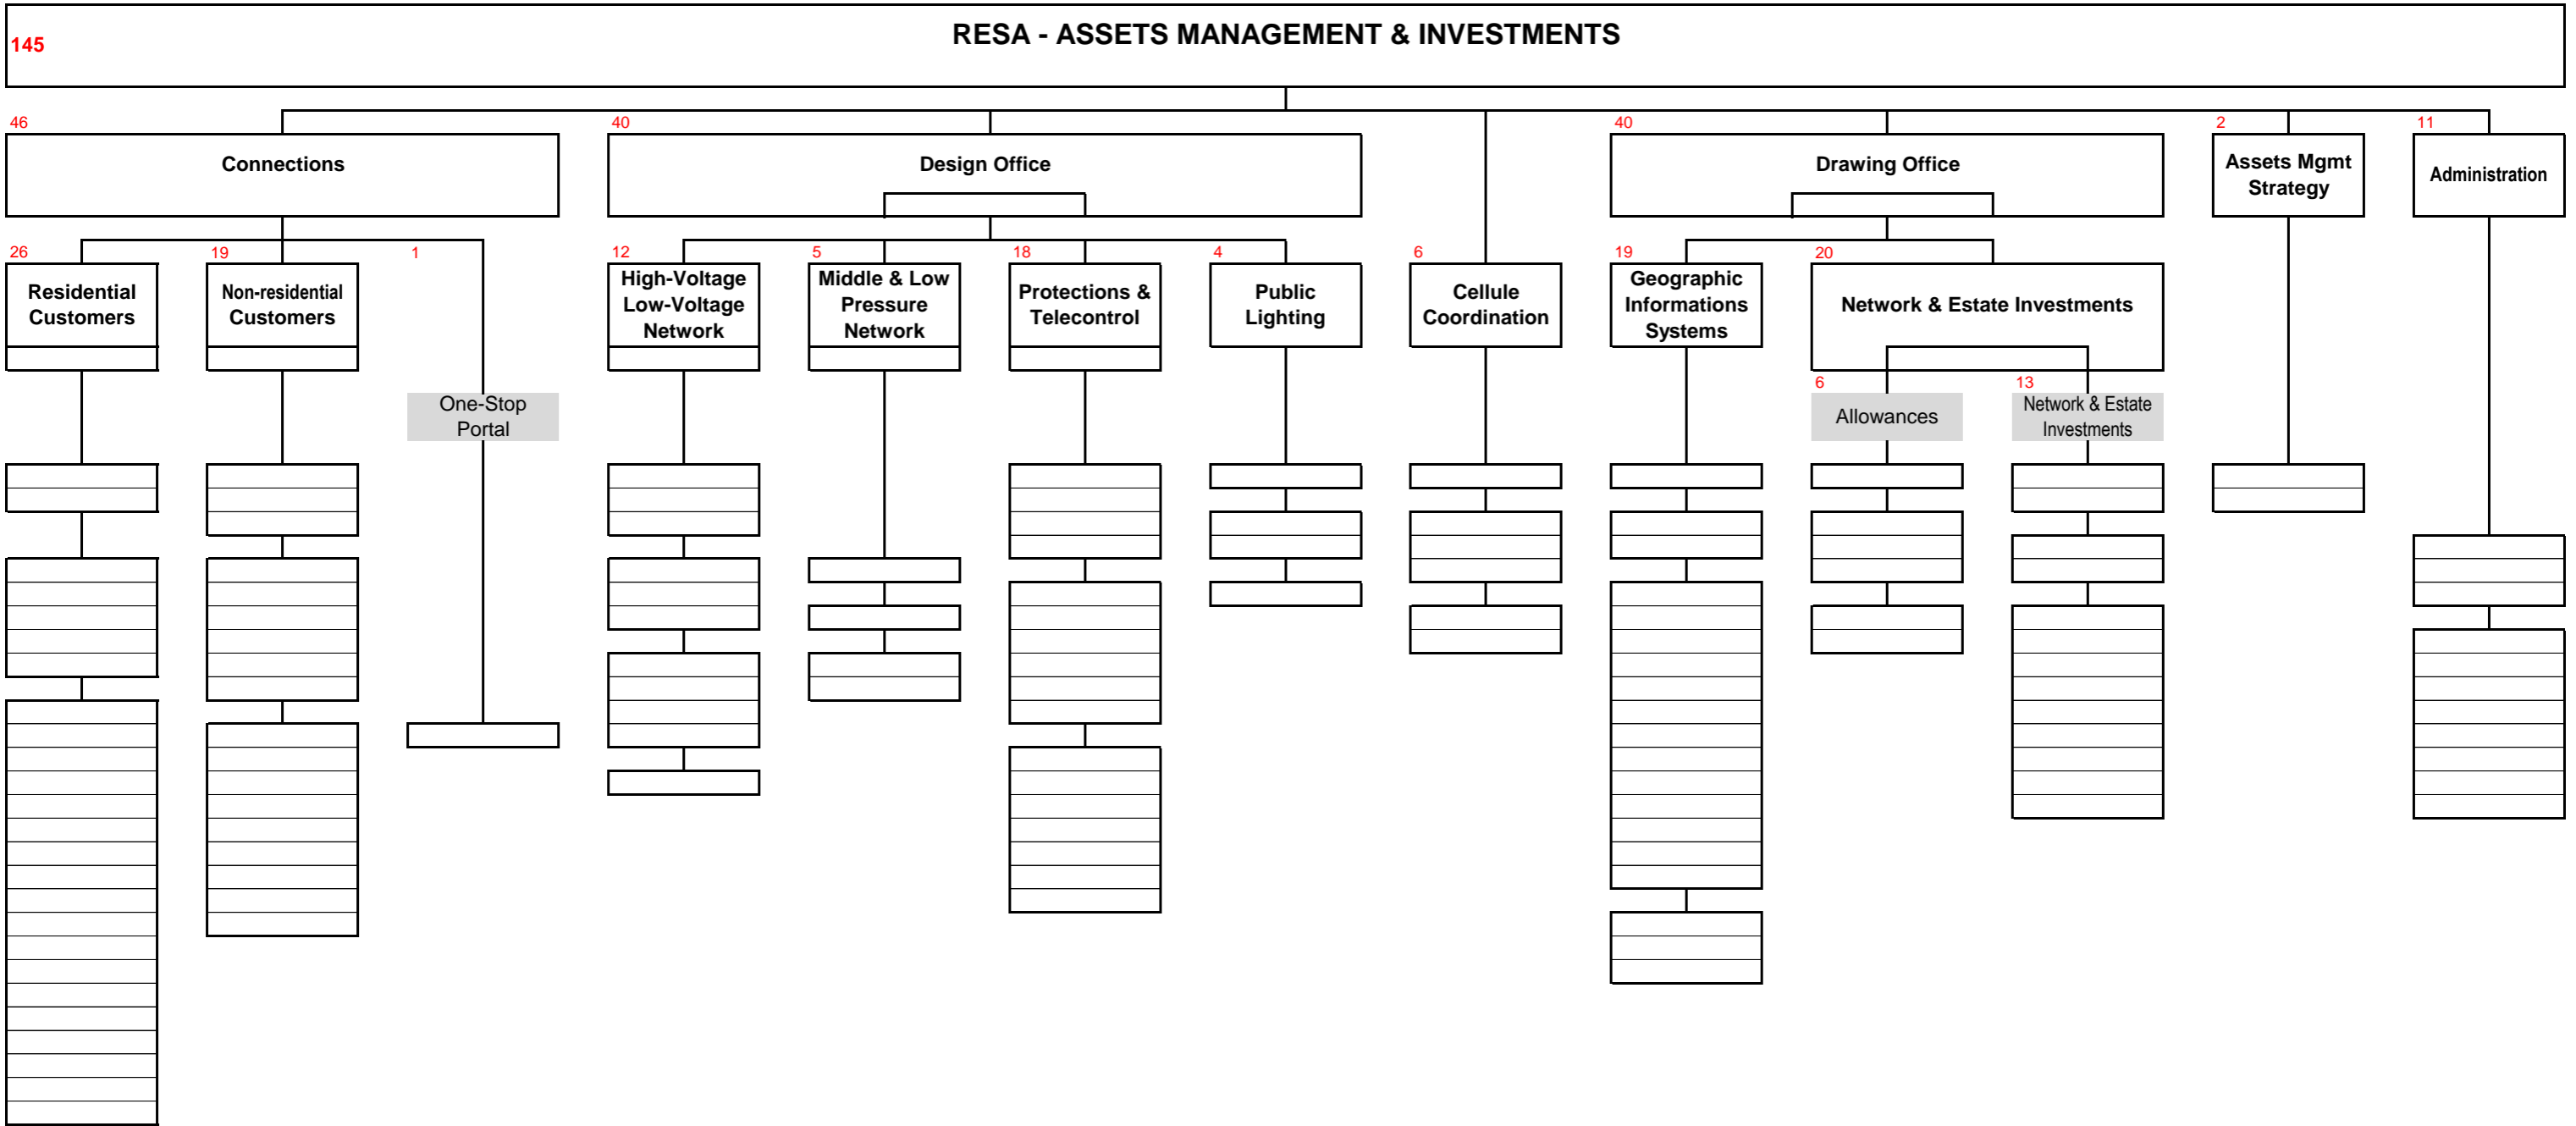 RESA - ASSETS MANAGEMENT & INVESTMENTS
145
46
40
40
2
11
Connections
Design Office
Drawing Office
Assets Mgmt
Strategy
Administration
26
19
1
12
5
18
4
6
19
20
Residential
Customers
Non-residential
Customers
High-Voltage
Low-Voltage
Network
Middle & Low
Pressure
Network
Protections &
Telecontrol
Public
Lighting
Cellule
Coordination
Geographic
Informations
Systems
Network & Estate Investments
6
13
One-Stop
Portal
Allowances
Network & Estate
Investments